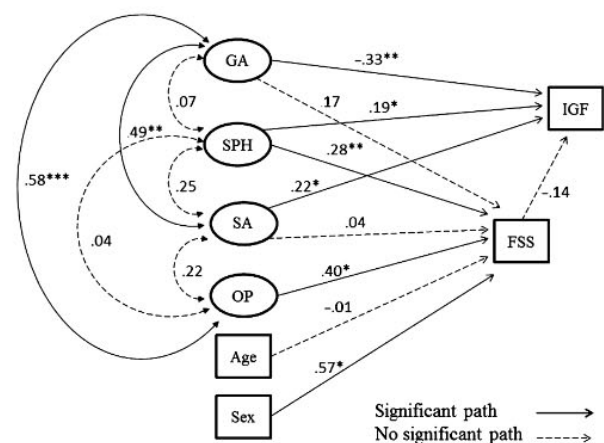 GA
-.33**
.17
IGF
.07
.19*
.49**
SPH
.28**
.58***
.25
.22*
-.14
SA
.04
FSS
.04
.22
.40*
OP
-.01
Age
.57*
Sex
Significant path
No significant path